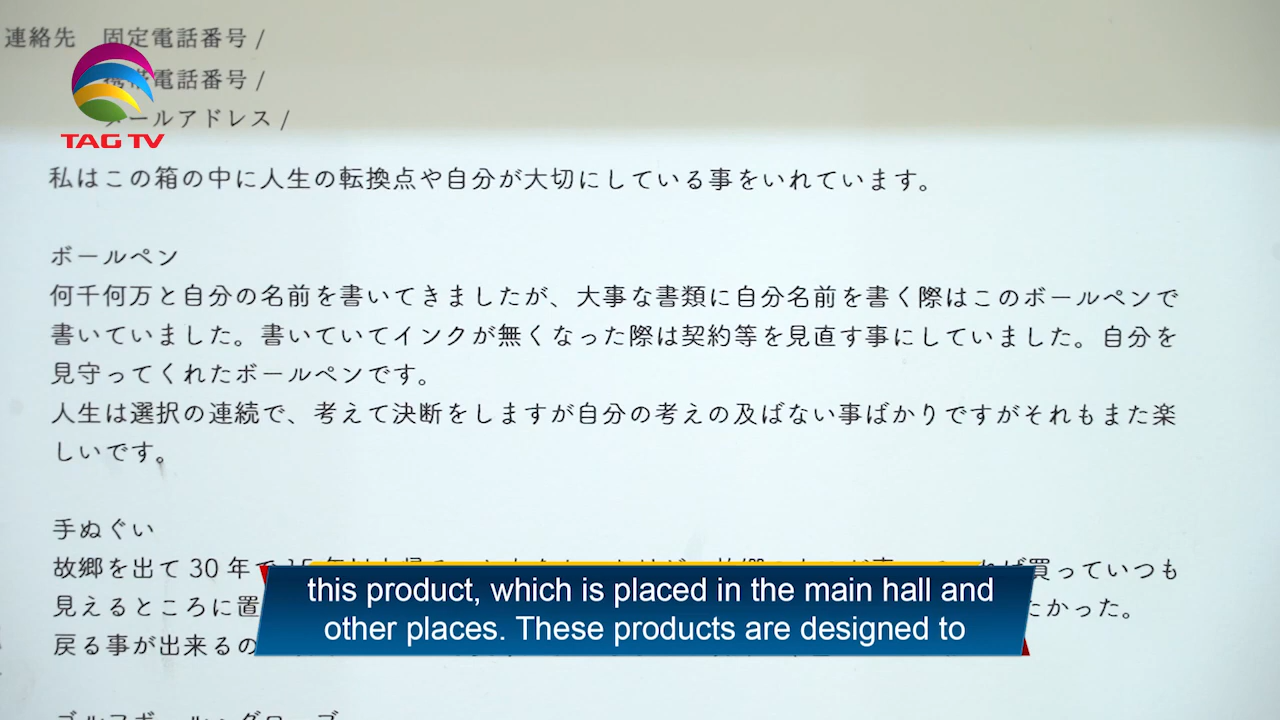 連絡先 固定電話番号 /
携帯電話番号 /
メールアドレス /
TAG TV
私はこの箱の中に人生の転換点や自分が大切にしている事をいれています。
ボールペン
何千何万と自分の名前を書いてきましたが、大事な書類に自分名前を書く際はこのボールペンで
書いていました。書いていてインクが無くなった際は契約等を見直す事にしていました。自分を
見守ってくれたボールペンです。
人生は選択の連続で、考えて決断をしますが自分の考えの及ばない事ばかりですがそれもまた楽
しいです。
手ぬぐい
故郷を出て30年で 買っていつも
見えるところに置 たかった。
戻る事が出来るの
this product, which is placed in the main hall and
other places. These products are designed to